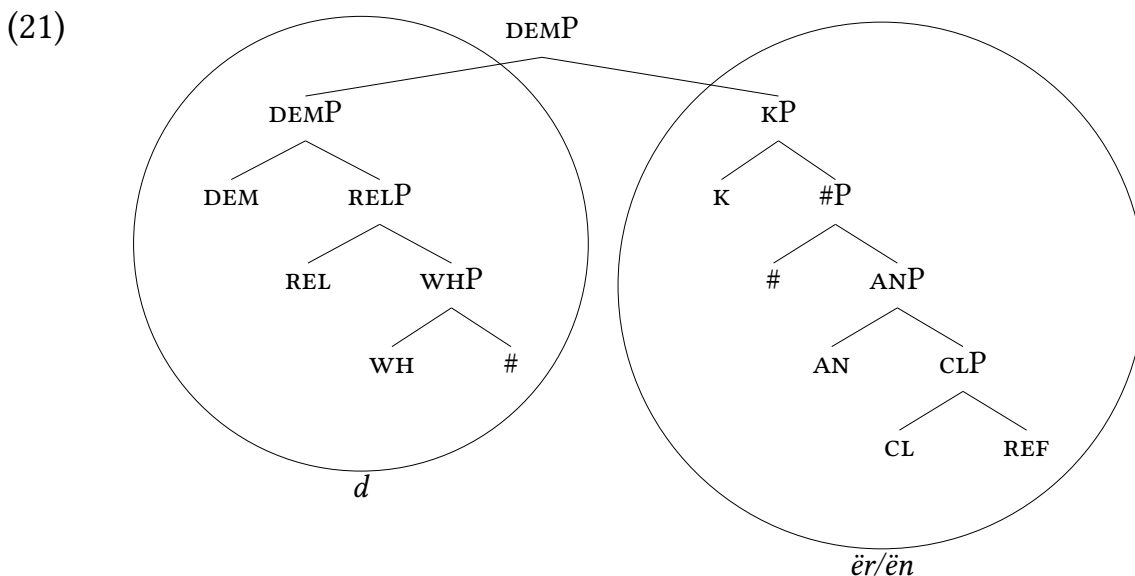 (21)
DEMP
DEMP KP
DEM RELP K #P
REL WHP # ANP
WH # AN CLP
CL REF
d
ër/ën